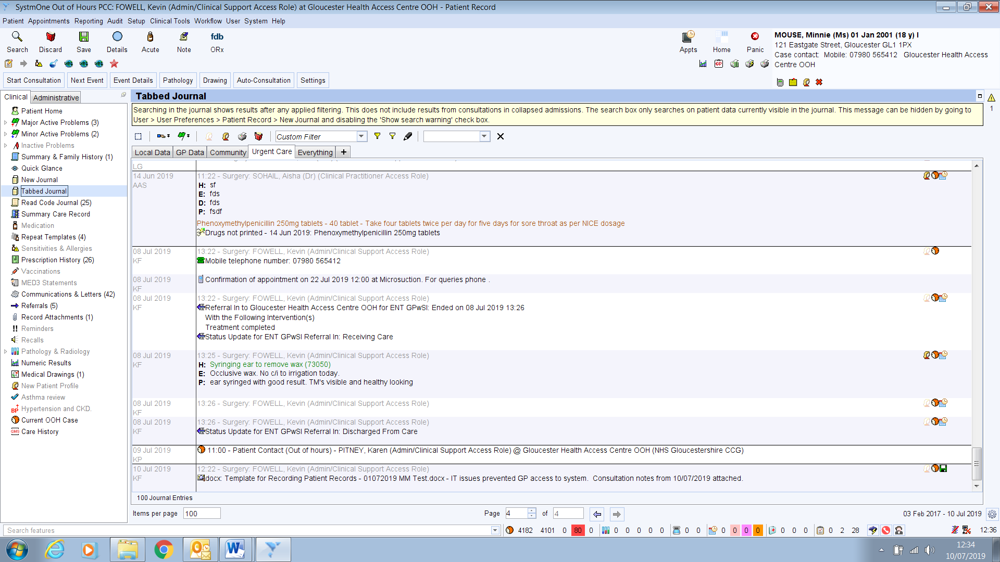 SystmOne Out of Hours PCC: FOWELL, Kevin (Admin/Clinical Support Access Role) at Gloucester Health Access Centre OOH - Patient Record
Patient Appointments Reporting Audit Setup Clinical Tools Workflow User System Help
Search Discard Save Details Acute Note fdb ORx
Appts Home Panic
MOUSE, Minnie (Ms) 01 Jan 2001 (18 y) I
121 Eastgate Street, Gloucester GL1 1PX
Case contact: Mobile: 07980 565412 Gloucester Health Access
Centre OOH
Start Consultation Next Event Event Details Pathology Drawing Auto-Consultation Settings
Clinical Administrative
Patient Home
Major Active Problems (3)
Minor Active Problems (2)
Inactive Problems
Summary & Family History (1)
Quick Glance
New Journal
Tabbed Journal
Read Code Journal (25)
Summary Care Record
Medication
Repeat Templates (4)
Sensitivities & Allergies
Prescription History (26)
Vaccinations
MED3 Statements
Communications & Letters (42)
Referrals (5)
Record Attachments (1)
Reminders
Recalls
Pathology & Radiology
Numeric Results
Medical Drawings (1)
New Patient Profile
Asthma review
Hypertension and CKD.
Current OOH Case
Care History
Tabbed Journal
1
Searching in the journal shows results after any applied filtering. This does not include results from consultations in collapsed admissions. The search box only searches on patient data currently visible in the journal. This message can be hidden by going to
User > User Preferences > Patient Record > New Journal and disabling the 'Show search warning' check box.
Custom Filter
Local Data GP Data Community Urgent Care Everything +
LG
14 Jun 2019 11:22 - Surgery: SOHAIL, Aisha (Dr) (Clinical Practitioner Access Role)
AAS H: sf
E: fds
D: fds
P: fsdf
Phenoxymethylpenicillin 250mg tablets - 40 tablet - Take four tablets twice per day for five days for sore throat as per NICE dosage
Drugs not printed - 14 Jun 2019: Phenoxymethylpenicillin 250mg tablets
08 Jul 2019 13:22 - Surgery: FOWELL, Kevin (Admin/Clinical Support Access Role)
KF Mobile telephone number: 07980 565412
08 Jul 2019 Confirmation of appointment on 22 Jul 2019 12:00 at Microsuction. For queries phone .
KF
08 Jul 2019 13:22 - Surgery: FOWELL, Kevin (Admin/Clinical Support Access Role)
KF Referral In to Gloucester Health Access Centre OOH for ENT GPwSI: Ended on 08 Jul 2019 13:26
With the Following Intervention(s)
Treatment completed
Status Update for ENT GPwSI Referral In: Receiving Care
08 Jul 2019 13:25 - Surgery: FOWELL, Kevin (Admin/Clinical Support Access Role)
KF H: Syringing ear to remove wax (73050)
E: Occlusive wax. No c/i to irrigation today.
P: ear syringed with good result. TM's visible and healthy looking
08 Jul 2019 13:26 - Surgery: FOWELL, Kevin (Admin/Clinical Support Access Role)
KF
08 Jul 2019 13:26 - Surgery: FOWELL, Kevin (Admin/Clinical Support Access Role)
KF Status Update for ENT GPwSI Referral In: Discharged From Care
09 Jul 2019 11:00 - Patient Contact (Out of hours) - PITNEY, Karen (Admin/Clinical Support Access Role) @ Gloucester Health Access Centre OOH (NHS Gloucestershire CCG)
KP
10 Jul 2019 12:22 - Surgery: FOWELL, Kevin (Admin/Clinical Support Access Role)
KF docx: Template for Recording Patient Records - 01072019 MM Test.docx - IT issues prevented GP access to system. Consultation notes from 10/07/2019 attached.
100 Journal Entries
Items per page 100 Page 4 of 4 03 Feb 2017 - 10 Jul 2019
Search features 4182 4101 0 80 0 0 0 0 0 0 0 0 0 0 0 0 0 0 0 0 2 28 12:36
12:34
10/07/2019